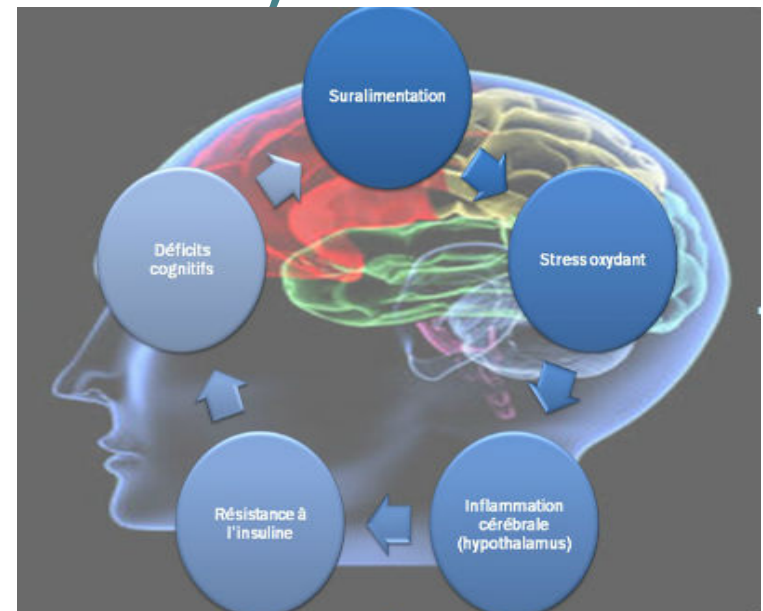 Suralimentation
Stress oxydant
Inflammation
cérébrale
(hypothalamus)
Résistance à
l'insuline
Déficits
cognitifs